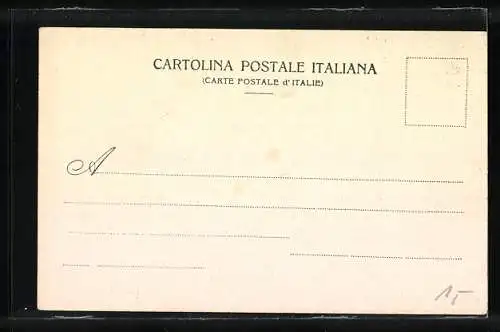 CARTOLINA POSTALE ITALIANA
(CARTE POSTALE d'ITALIE)
A